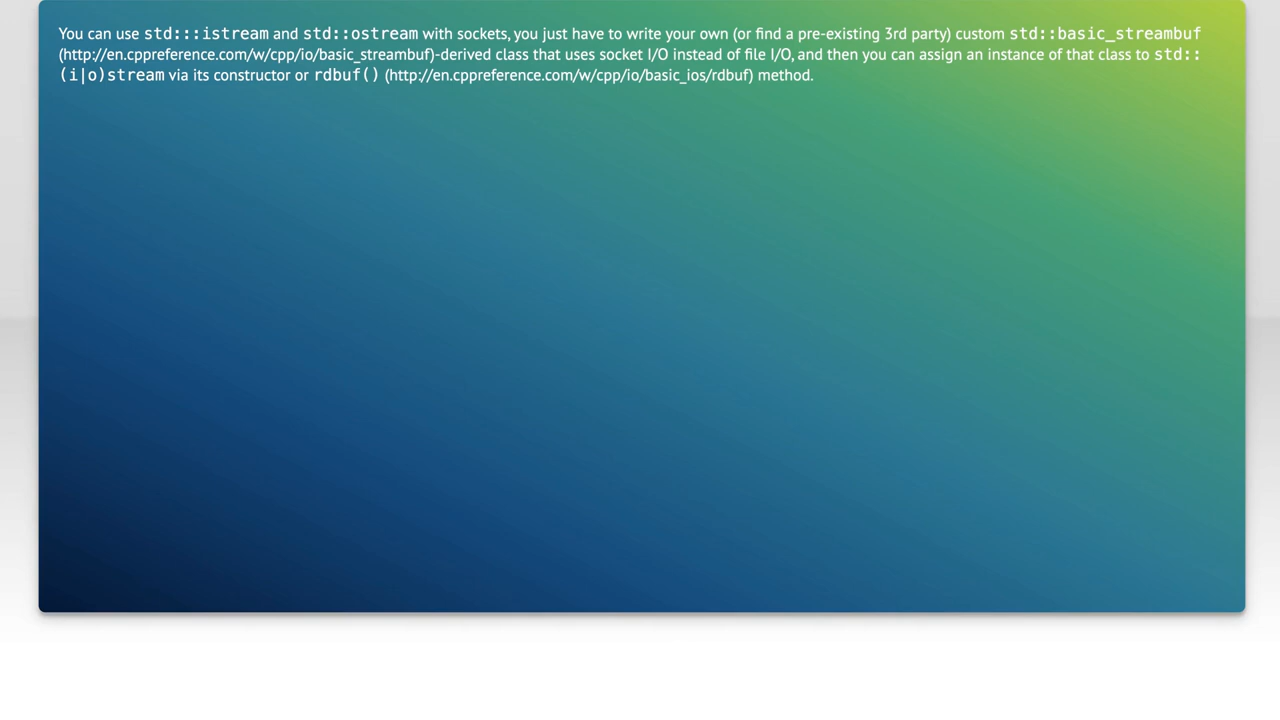 You can use std:::istream and std::ostream with sockets, you just have to write your own (or find a pre-existing 3rd party) custom std::basic_streambuf
(http://en.cppreference.com/w/cpp/io/basic_streambuf)-derived class that uses socket I/O instead of file I/O, and then you can assign an instance of that class to std::
(i|o)stream via its constructor or rdbuf() (http://en.cppreference.com/w/cpp/io/basic_ios/rdbuf) method.